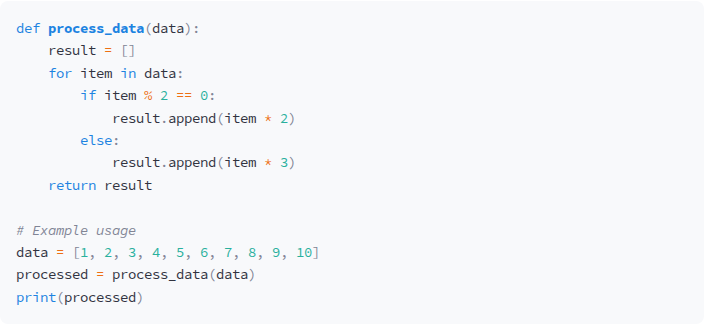 def process_data(data):
    result = []
    for item in data:
        if item % 2 == 0:
            result.append(item * 2)
        else:
            result.append(item * 3)
    return result

# Example usage
data = [1, 2, 3, 4, 5, 6, 7, 8, 9, 10]
processed = process_data(data)
print(processed)